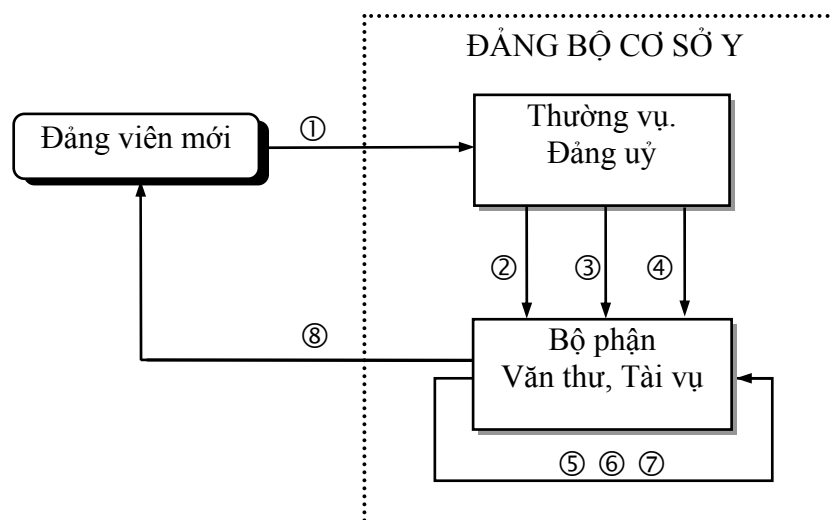 ĐẢNG BỘ CƠ SỞ Y
Đảng viên mới
①
Thường vụ.
Đảng uỷ
② ③ ④
⑧
Bộ phận
Văn thư, Tài vụ
⑤ ⑥ ⑦